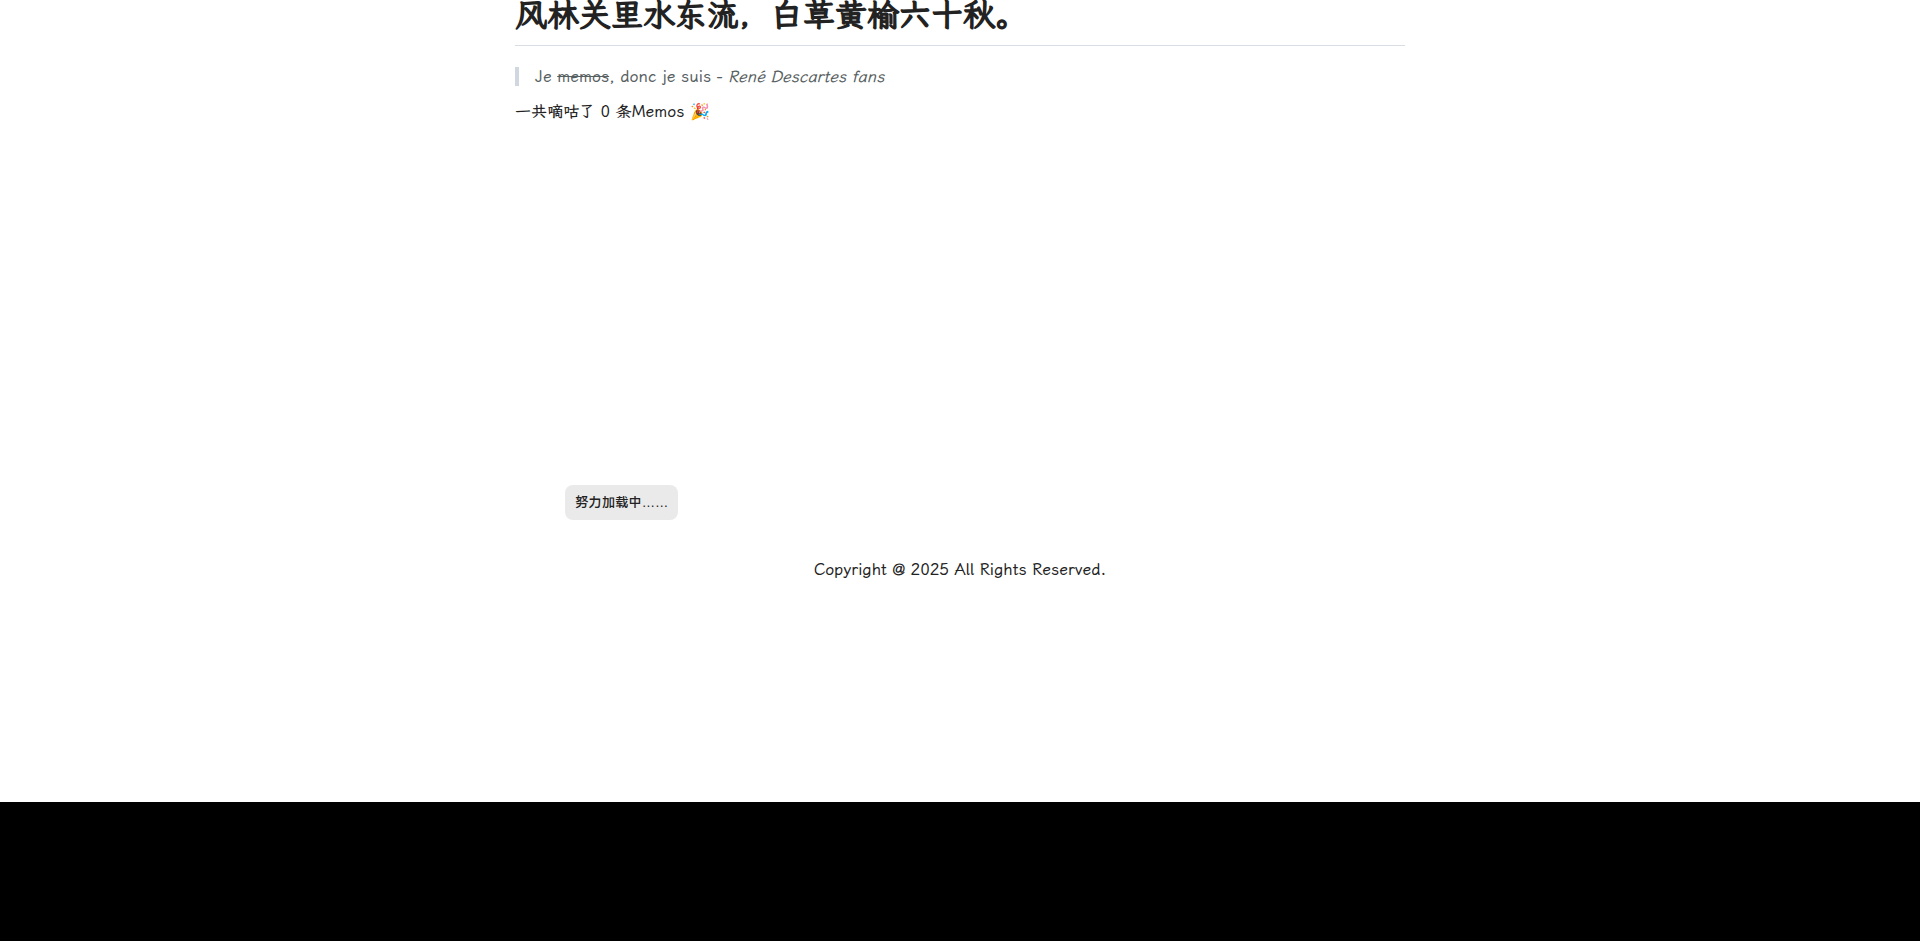 风林关里水东流，白草黄榆六十秋。
Je memos, donc je suis - René Descartes fans
一共嘀咕了 0 条Memos 🎉
努力加载中……
Copyright @ 2025 All Rights Reserved.